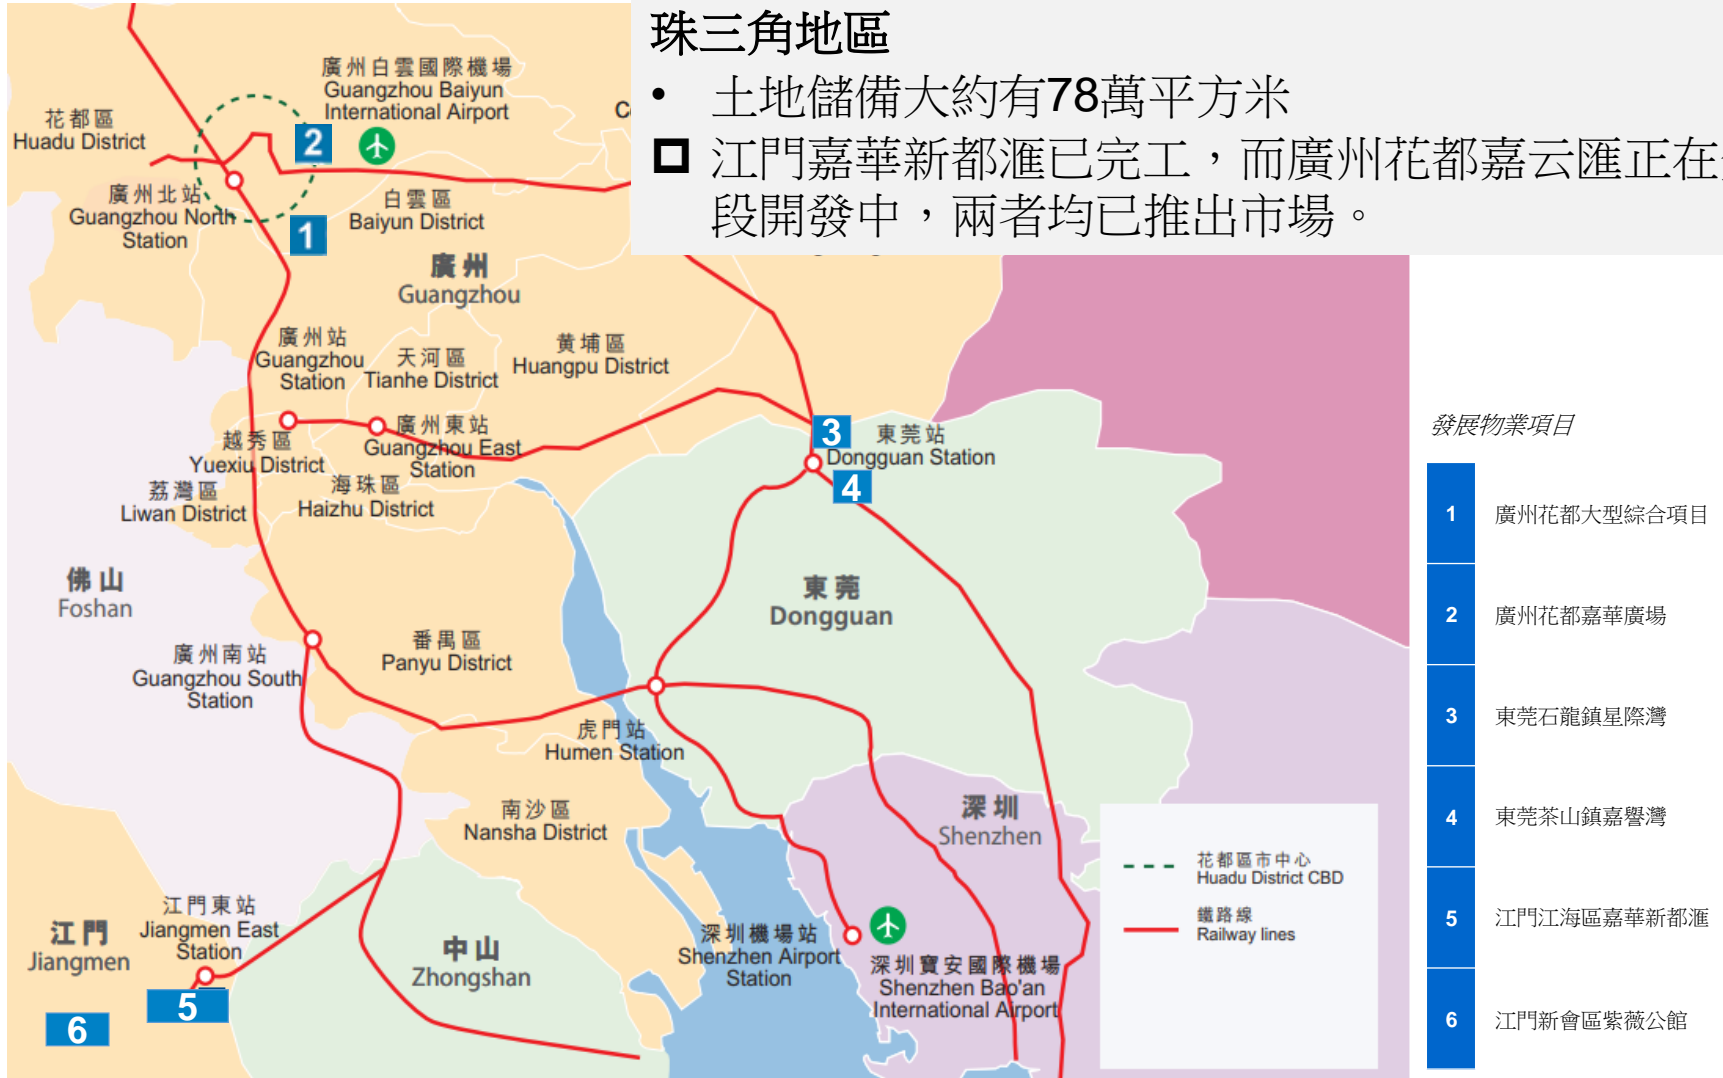 珠三角地區
• 土地儲備大約有78萬平方米
江門嘉華新都滙已完工，而廣州花都嘉云匯正在
段開發中，兩者均已推出市場。
廣州白雲國際機場
Guangzhou Baiyun
International Airport
花都區
Huadu District
2
廣州北站
Guangzhou North
Station
白雲區
Baiyun District
1
廣州
Guangzhou
廣州站
Guangzhou
Station
天河區
Tianhe District
黄埔區
Huangpu District
越秀區
Yuexiu District
廣州東站
Guangzhou East
Station
3
東莞站
Dongguan Station
4
荔灣區
Liwan District
海珠區
Haizhu District
佛山
Foshan
東莞
Dongguan
廣州南站
Guangzhou South
Station
番禺區
Panyu District
虎門站
Humen Station
南沙區
Nansha District
深圳
Shenzhen
江門東站
Jiangmen East
Station
江門
Jiangmen
中山
Zhongshan
深圳機場站
Shenzhen Airport
Station
深圳寶安國際機場
Shenzhen Bao'an
International Airport
5
6
花都區市中心
Huadu District CBD
鐵路線
Railway lines
發展物業項目
1 廣州花都大型綜合項目
2 廣州花都嘉華廣場
3 東莞石龍鎮星際灣
4 東莞茶山鎮嘉譽灣
5 江門江海區嘉華新都滙
6 江門新會區紫薇公館